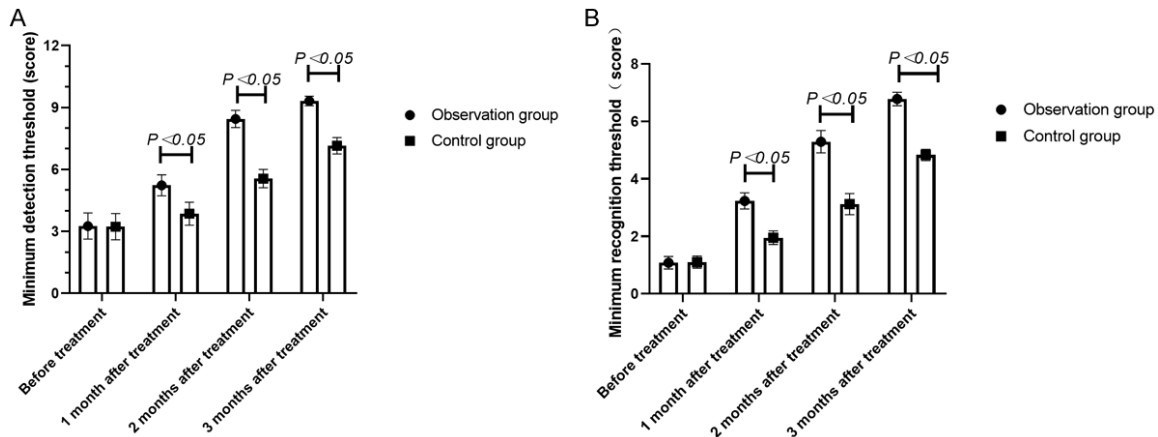 A
Minimum detection threshold (score)
12
9
6
3
0
P<0.05
P<0.05
P<0.05
Before treatment
1 month after treatment
2 months after treatment
3 months after treatment
Observation group
Control group
B
Minimum recognition threshold（score）
8
6
4
2
0
P<0.05
P<0.05
P<0.05
Before treatment
1 month after treatment
2 months after treatment
3 months after treatment
Observation group
Control group